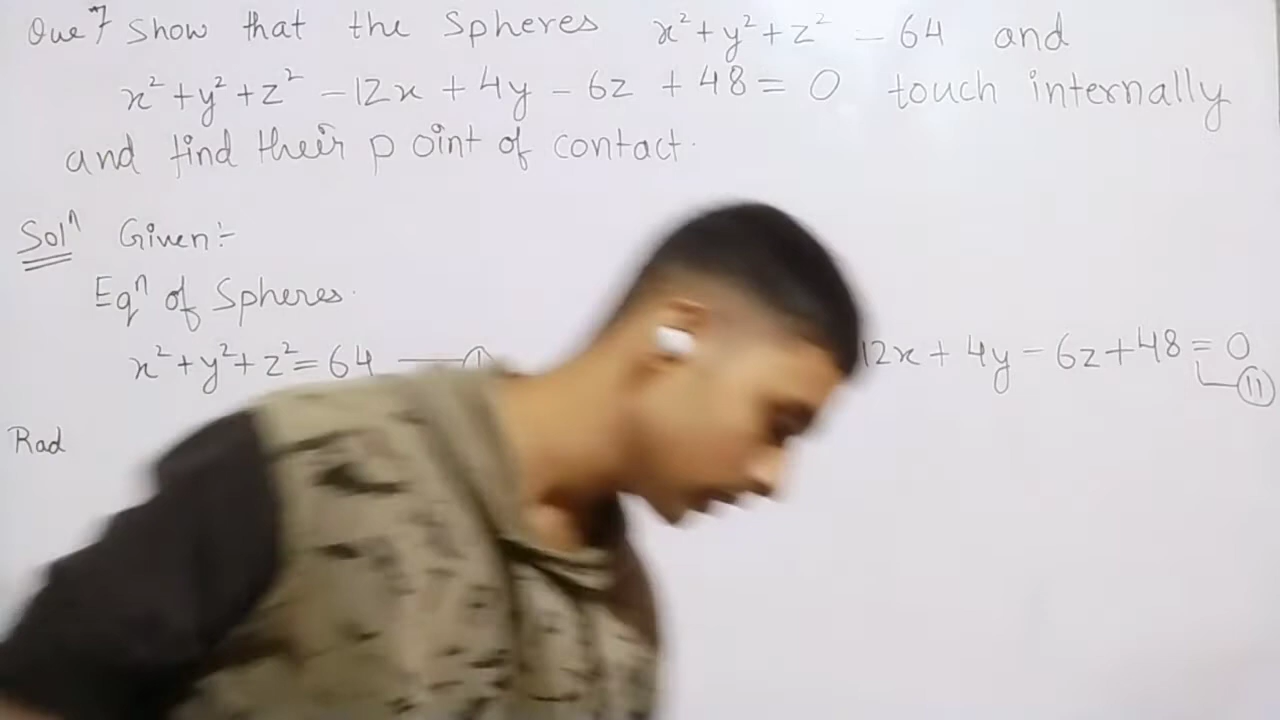 Que 7 Show that the Spheres x²+y²+z² – 64 and
x²+y²+z² –12x + 4y – 6z + 48 = 0 touch internally
and find their point of contact.
Solⁿ Given :-
Eqⁿ of Spheres.
x²+y²+z²=64 —— ① 12x + 4y – 6z + 48 = 0
⑪
Rad